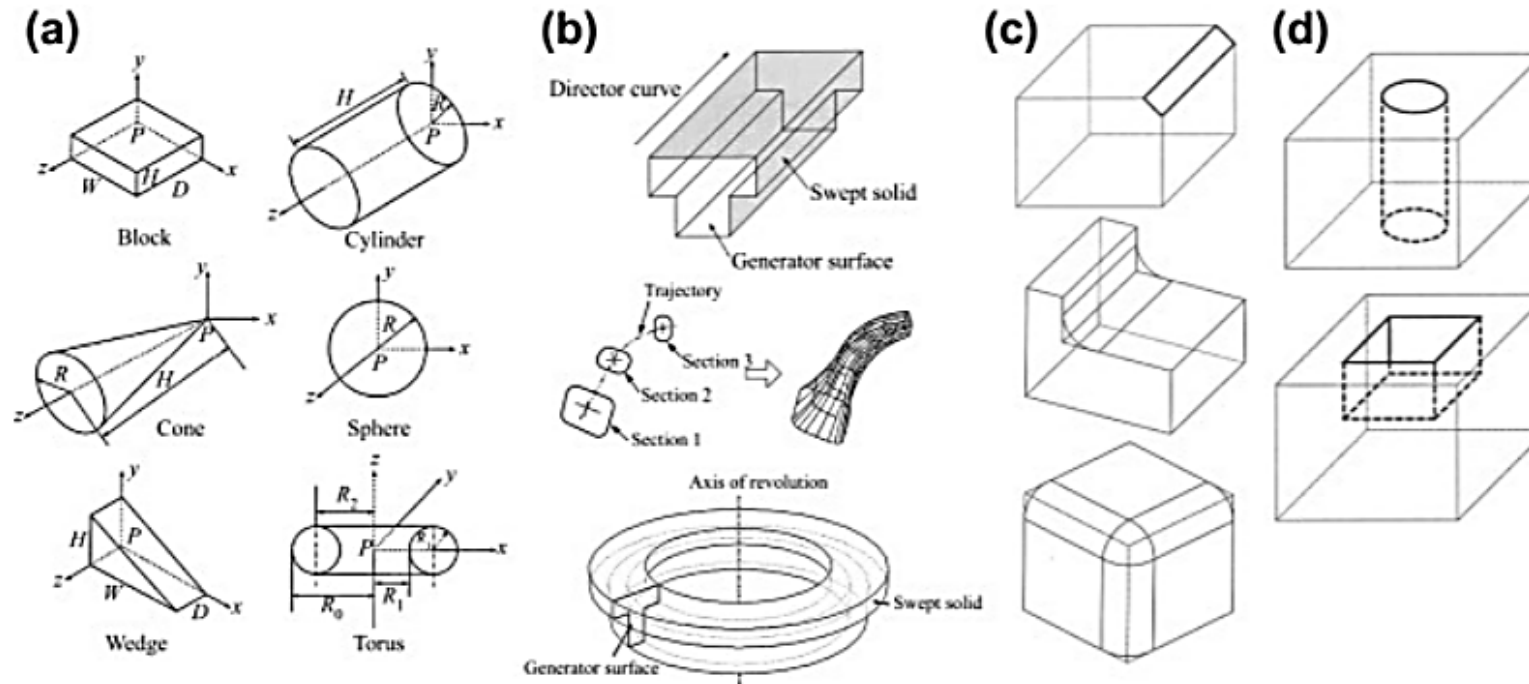 (a)
y
P
z
W
H
D
x
Block
y
H
R
P
x
z
Cylinder
y
x
P
R
H
z
Cone
y
R
P
x
z
Sphere
y
H
P
z
W
D
x
Wedge
z
y
R2
P
x
R0
R1
Torus
(b)
Director curve
Swept solid
Generator surface
Trajectory
Section 3
Section 2
Section 1
Axis of revolution
Swept solid
Generator surface
(c)
(d)